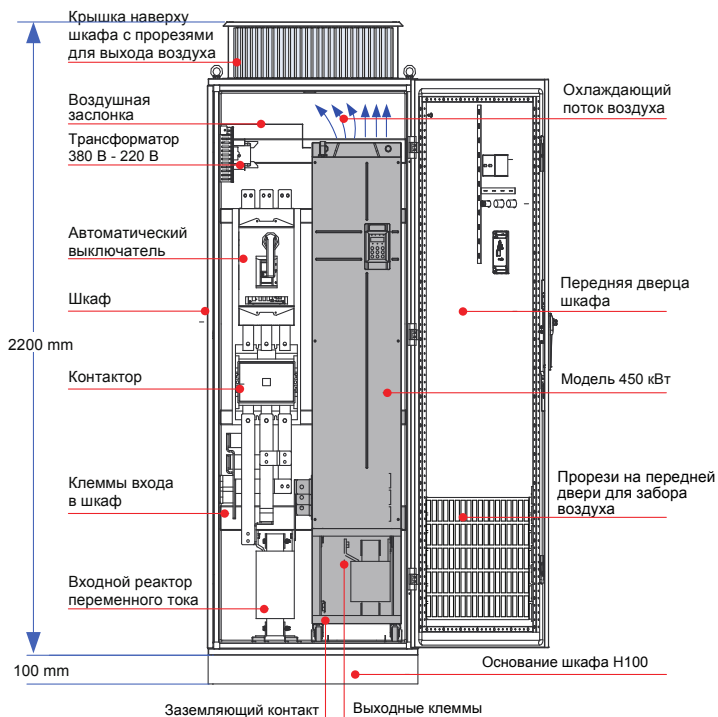 Крышка наверху
шкафа с прорезями
для выхода воздуха
Воздушная
заслонка
Трансформатор
380 В - 220 В
Автоматический
выключатель
Шкаф
2200 mm
Контактор
Клеммы входа
в шкаф
Входной реактор
переменного тока
100 mm
Охлаждающий
поток воздуха
Передняя дверца
шкафа
Модель 450 кВт
Прорези на передней
двери для забора
воздуха
Основание шкафа H100
Заземляющий контакт
Выходные клеммы